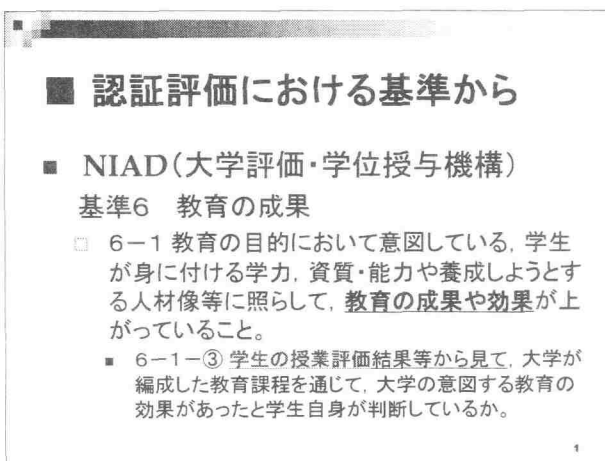 ■ 認証評価における基準から
■ NIAD(大学評価・学位授与機構)
基準6 教育の成果
□ 6-1 教育の目的において意図している, 学生
が身に付ける学力, 資質・能力や養成しようとす
る人材像等に照らして, 教育の成果や効果が上
がっていること。
■ 6-1-③ 学生の授業評価結果等から見て, 大学が
編成した教育課程を通じて, 大学の意図する教育の
効果があったと学生自身が判断しているか。
1